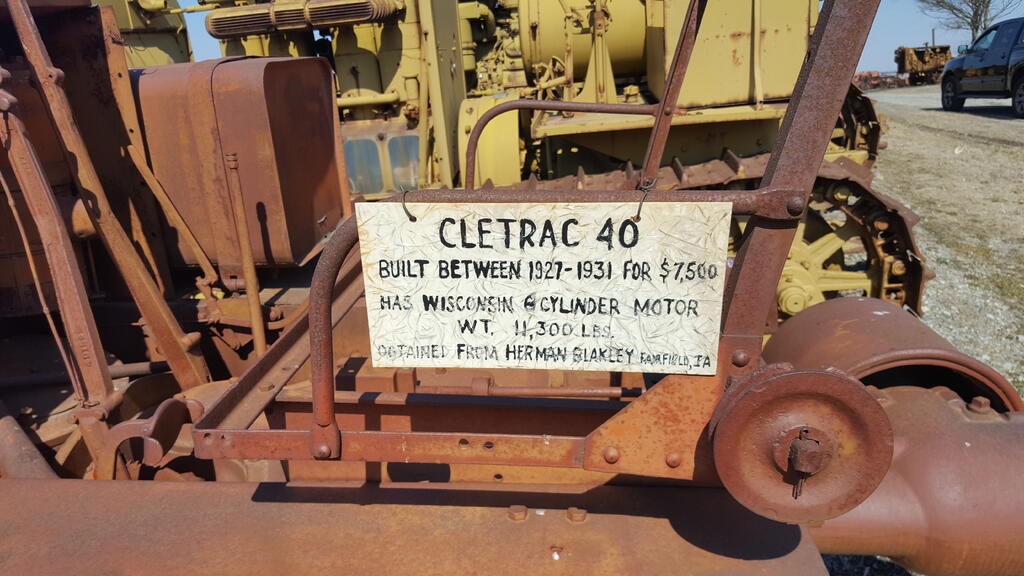 CLETRAC 40
BUILT BETWEEN 1927-1931 FOR $7,500
HAS WISCONSIN 6 CYLINDER MOTOR
WT. 11,300 LBS.
OBTAINED FROM HERMAN BLAKLEY FAIRFIELD, IA